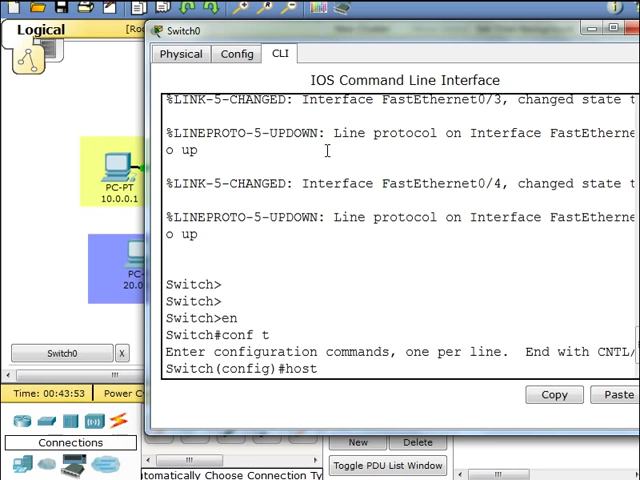 Logical
[Ro
Switch0
Physical
Config
CLI
IOS Command Line Interface
%LINK-5-CHANGED: Interface FastEthernet0/3, changed state t
%LINEPROTO-5-UPDOWN: Line protocol on Interface FastEtherne
o up
%LINK-5-CHANGED: Interface FastEthernet0/4, changed state t
%LINEPROTO-5-UPDOWN: Line protocol on Interface FastEtherne
o up
Switch>
Switch>
Switch>en
Switch#conf t
Enter configuration commands, one per line. End with CNTL/
Switch(config)#host
Copy
Paste
PC-PT
10.0.0.1
PC-
20.0
Switch0
X
Time: 00:43:53
Power Cy
Connections
New
Delete
Toggle PDU List Window
utomatically Choose Connection Ty